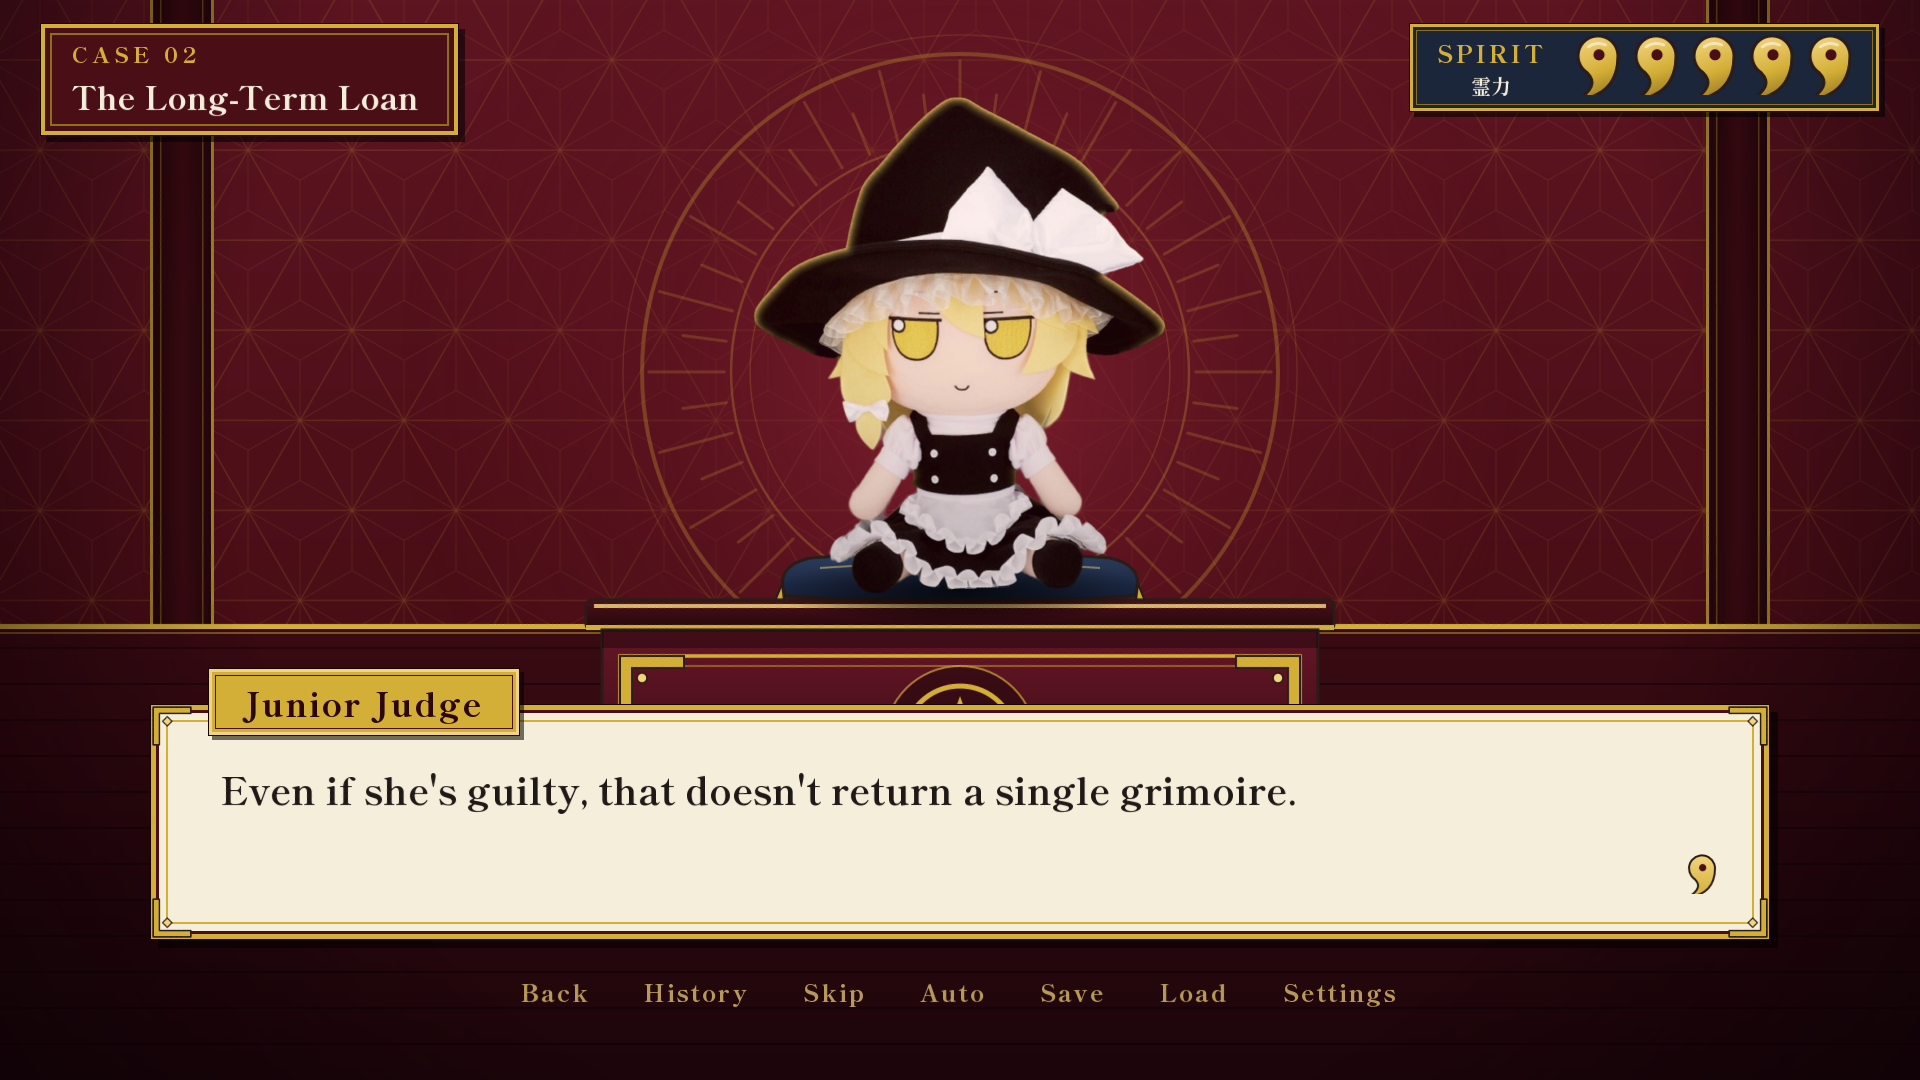 CASE 02
The Long-Term Loan
SPIRIT
霊力
Junior Judge
Even if she's guilty, that doesn't return a single grimoire.
Back History Skip Auto Save Load Settings